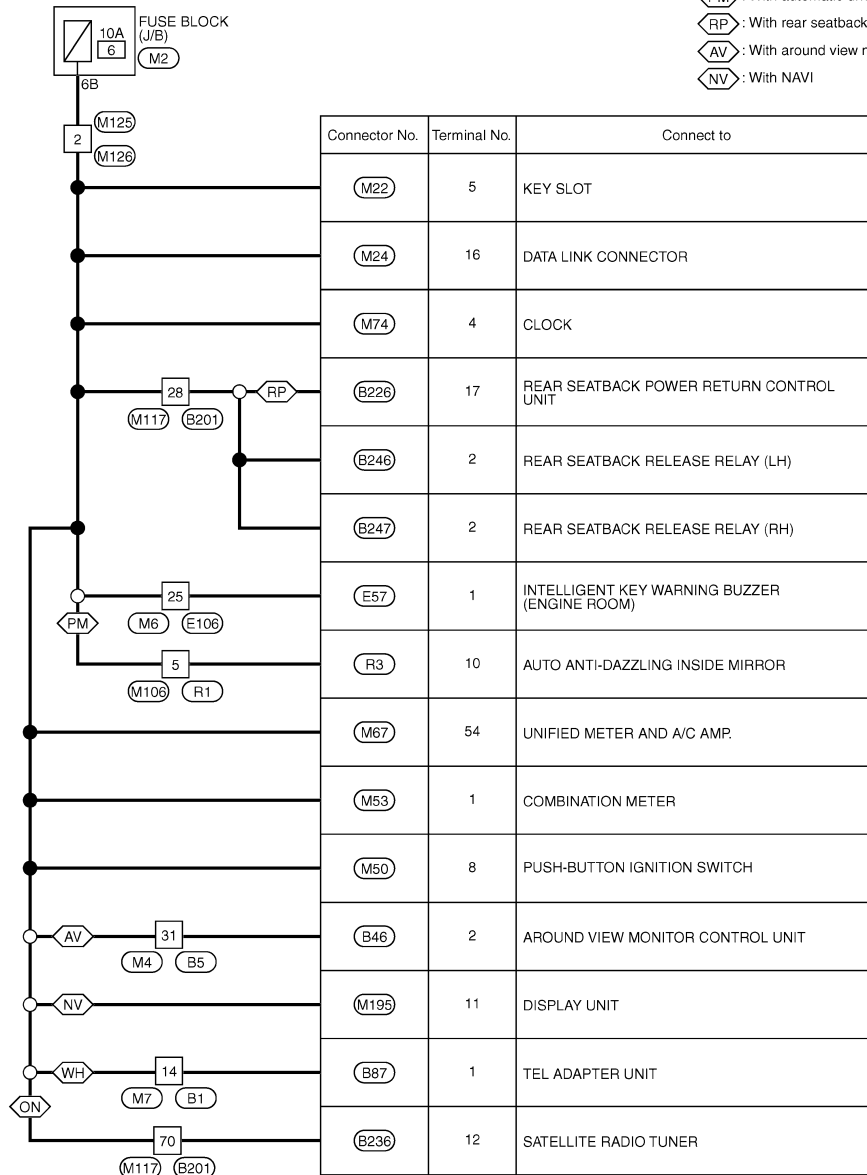 PM : With automatic
RP : With rear seatback
AV : With around view
NV : With NAVI
10A
6
FUSE BLOCK
(J/B)
M2
6B
2
M125
M126
Connector No. Terminal No. Connect to
M22 5 KEY SLOT
M24 16 DATA LINK CONNECTOR
M74 4 CLOCK
28 RP B226 17 REAR SEATBACK POWER RETURN CONTROL
UNIT
M117 B201
B246 2 REAR SEATBACK RELEASE RELAY (LH)
B247 2 REAR SEATBACK RELEASE RELAY (RH)
25 E57 1 INTELLIGENT KEY WARNING BUZZER
(ENGINE ROOM)
PM M6 E106
5 R3 10 AUTO ANTI-DAZZLING INSIDE MIRROR
M106 R1
M67 54 UNIFIED METER AND A/C AMP.
M53 1 COMBINATION METER
M50 8 PUSH-BUTTON IGNITION SWITCH
AV 31 B46 2 AROUND VIEW MONITOR CONTROL UNIT
M4 B5
NV M195 11 DISPLAY UNIT
WH 14 B87 1 TEL ADAPTER UNIT
M7 B1
ON
70 B236 12 SATELLITE RADIO TUNER
M117 B201